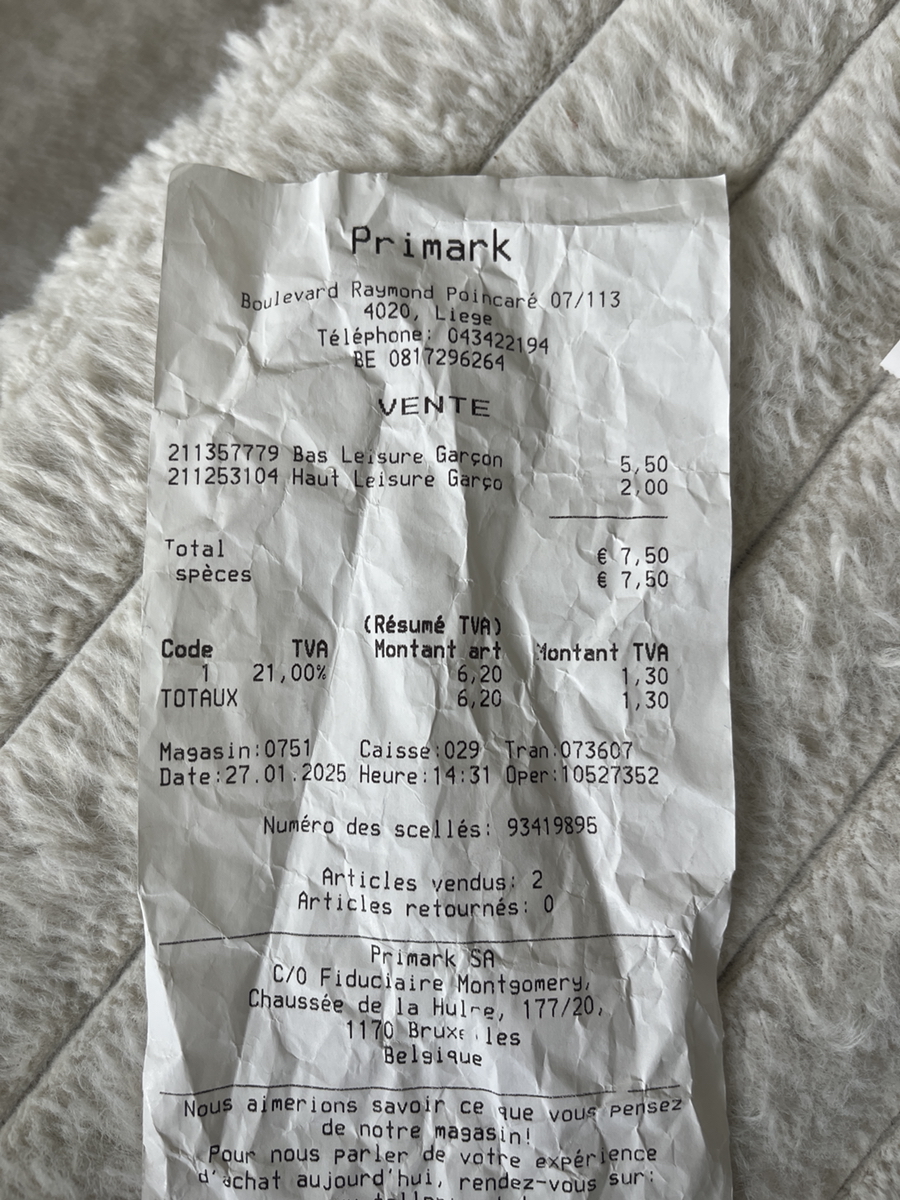 Primark
Boulevard Raymond Poincaré 07/113
4020, Liege
Téléphone: 043422194
BE 0817296264
VENTE
211357779 Bas Leisure Garçon 5,50
211253104 Haut Leisure Garço 2,00
Total € 7,50
spèces € 7,50
(Résumé TVA)
Code TVA Montant art Montant TVA
1 21,00% 6,20 1,30
TOTAUX 6,20 1,30
Magasin:0751 Caisse:029 Tran:073607
Date:27.01.2025 Heure:14:31 Oper:10527352
Numéro des scellés: 93419895
Articles vendus: 2
Articles retournés: 0
Primark SA
C/O Fiduciaire Montgomery,
Chaussée de la Hulpe, 177/20,
1170 Bruxelles
Belgique
Nous aimerions savoir ce que vous pensez
de notre magasin!
Pour nous parler de votre expérience
d'achat aujourd'hui, rendez-vous sur: